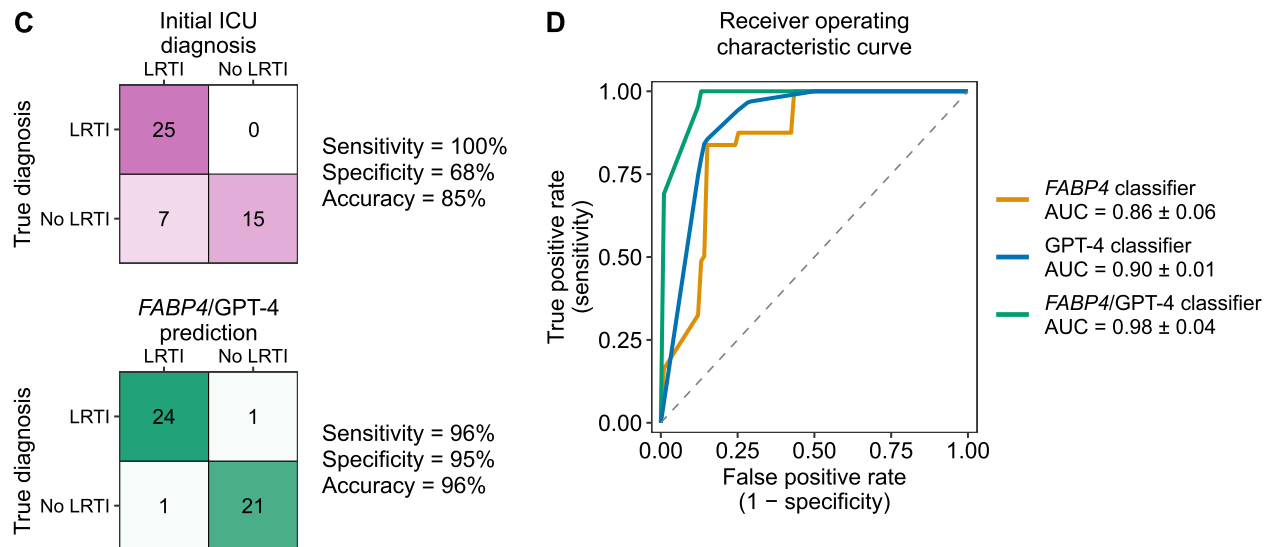 C
Initial ICU
diagnosis
LRTI No LRTI
True diagnosis
LRTI
25 0
No LRTI
7 15
Sensitivity = 100%
Specificity = 68%
Accuracy = 85%
FABP4/GPT-4
prediction
LRTI No LRTI
True diagnosis
LRTI
24 1
No LRTI
1 21
Sensitivity = 96%
Specificity = 95%
Accuracy = 96%
D
Receiver operating
characteristic curve
True positive rate
(sensitivity)
1.00
0.75
0.50
0.25
0.00
0.00 0.25 0.50 0.75 1.00
False positive rate
(1 − specificity)
FABP4 classifier
AUC = 0.86 ± 0.06
GPT-4 classifier
AUC = 0.90 ± 0.01
FABP4/GPT-4 classifier
AUC = 0.98 ± 0.04